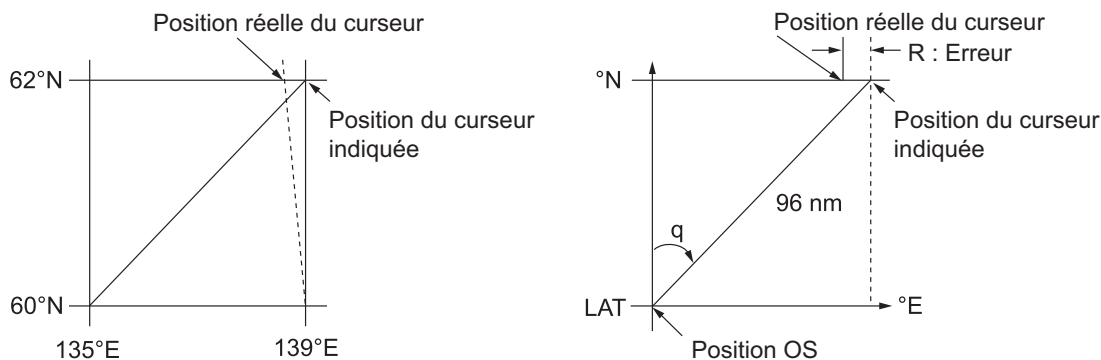 Position réelle du curseur
62°N
Position du curseur
indiquée
60°N
135°E
139°E
Position réelle du curseur
R : Erreur
°N
Position du curseur
indiquée
96 nm
q
LAT
°E
Position OS